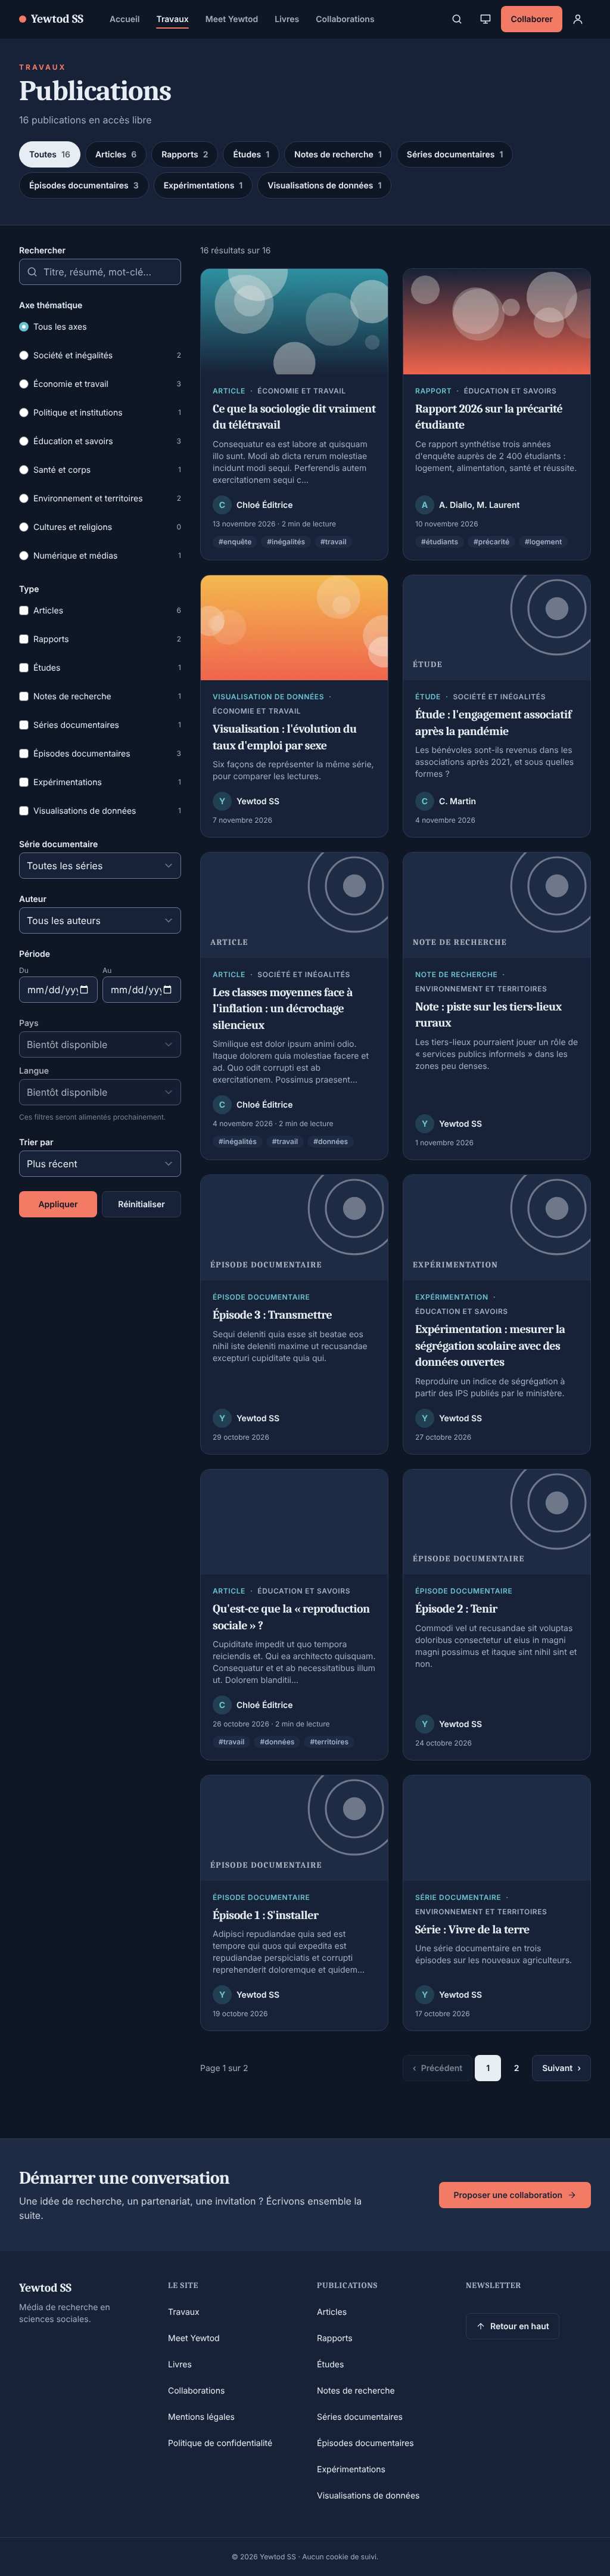 Yewtod SS
Accueil
Travaux
Meet Yewtod
Livres
Collaborations
Collaborer
TRAVAUX
Publications
16 publications en accès libre
Toutes 16
Articles 6
Rapports 2
Études 1
Notes de recherche 1
Séries documentaires 1
Épisodes documentaires 3
Expérimentations 1
Visualisations de données 1
Rechercher
Titre, résumé, mot-clé…
Axe thématique
Tous les axes
Société et inégalités 2
Économie et travail 3
Politique et institutions 1
Éducation et savoirs 3
Santé et corps 1
Environnement et territoires 2
Cultures et religions 0
Numérique et médias 1
Type
Articles 6
Rapports 2
Études 1
Notes de recherche 1
Séries documentaires 1
Épisodes documentaires 3
Expérimentations 1
Visualisations de données 1
Série documentaire
Toutes les séries
Auteur
Tous les auteurs
Période
Du
Au
mm/dd/yyy
mm/dd/yyy
Pays
Bientôt disponible
Langue
Bientôt disponible
Ces filtres seront alimentés prochainement.
Trier par
Plus récent
Appliquer
Réinitialiser
16 résultats sur 16
ARTICLE · ÉCONOMIE ET TRAVAIL
Ce que la sociologie dit vraiment
du télétravail
Consequatur ea est labore at quisquam
illo sunt. Modi ab dicta rerum molestiae
incidunt modi sequi. Perferendis autem
exercitationem sequi c…
C
Chloé Éditrice
13 novembre 2026 · 2 min de lecture
#enquête #inégalités #travail
RAPPORT · ÉDUCATION ET SAVOIRS
Rapport 2026 sur la précarité
étudiante
Ce rapport synthétise trois années
d'enquête auprès de 2 400 étudiants :
logement, alimentation, santé et réussite.
A
A. Diallo, M. Laurent
10 novembre 2026
#étudiants #précarité #logement
VISUALISATION DE DONNÉES ·
ÉCONOMIE ET TRAVAIL
Visualisation : l'évolution du
taux d'emploi par sexe
Six façons de représenter la même série,
pour comparer les lectures.
Y
Yewtod SS
7 novembre 2026
ÉTUDE
ÉTUDE · SOCIÉTÉ ET INÉGALITÉS
Étude : l'engagement associatif
après la pandémie
Les bénévoles sont-ils revenus dans les
associations après 2021, et sous quelles
formes ?
C
C. Martin
4 novembre 2026
ARTICLE
ARTICLE · SOCIÉTÉ ET INÉGALITÉS
Les classes moyennes face à
l'inflation : un décrochage
silencieux
Similique est dolor ipsum animi odio.
Itaque dolorem quia molestiae facere et
ad. Quo odit corrupti est ab
exercitationem. Possimus praesent…
C
Chloé Éditrice
4 novembre 2026 · 2 min de lecture
#inégalités #travail #données
NOTE DE RECHERCHE
NOTE DE RECHERCHE ·
ENVIRONNEMENT ET TERRITOIRES
Note : piste sur les tiers-lieux
ruraux
Les tiers-lieux pourraient jouer un rôle de
« services publics informels » dans les
zones peu denses.
Y
Yewtod SS
1 novembre 2026
ÉPISODE DOCUMENTAIRE
ÉPISODE DOCUMENTAIRE
Épisode 3 : Transmettre
Sequi deleniti quia esse sit beatae eos
nihil iste deleniti maxime ut recusandae
excepturi cupiditate quia qui.
Y
Yewtod SS
29 octobre 2026
EXPÉRIMENTATION
EXPÉRIMENTATION ·
ÉDUCATION ET SAVOIRS
Expérimentation : mesurer la
ségrégation scolaire avec des
données ouvertes
Reproduire un indice de ségrégation à
partir des IPS publiés par le ministère.
Y
Yewtod SS
27 octobre 2026
ARTICLE · ÉDUCATION ET SAVOIRS
Qu'est-ce que la « reproduction
sociale » ?
Cupiditate impedit ut quo tempora
reiciendis et. Qui ea architecto quisquam.
Consequatur et et ab necessitatibus illum
ut. Dolorem blanditii…
C
Chloé Éditrice
26 octobre 2026 · 2 min de lecture
#travail #données #territoires
ÉPISODE DOCUMENTAIRE
ÉPISODE DOCUMENTAIRE
Épisode 2 : Tenir
Commodi vel ut recusandae sit voluptas
doloribus consectetur ut eius in magni
magni possimus et itaque sint nihil sint et
non.
Y
Yewtod SS
24 octobre 2026
ÉPISODE DOCUMENTAIRE
ÉPISODE DOCUMENTAIRE
Épisode 1 : S'installer
Adipisci repudiandae quia sed est
tempore qui quos qui expedita est
repudiandae perspiciatis et corrupti
reprehenderit doloremque et quidem…
Y
Yewtod SS
19 octobre 2026
SÉRIE DOCUMENTAIRE ·
ENVIRONNEMENT ET TERRITOIRES
Série : Vivre de la terre
Une série documentaire en trois
épisodes sur les nouveaux agriculteurs.
Y
Yewtod SS
17 octobre 2026
Page 1 sur 2
‹ Précédent
1
2
Suivant ›
Démarrer une conversation
Une idée de recherche, un partenariat, une invitation ? Écrivons ensemble la
suite.
Proposer une collaboration →
Yewtod SS
Média de recherche en
sciences sociales.
LE SITE
Travaux
Meet Yewtod
Livres
Collaborations
Mentions légales
Politique de confidentialité
PUBLICATIONS
Articles
Rapports
Études
Notes de recherche
Séries documentaires
Épisodes documentaires
Expérimentations
Visualisations de données
NEWSLETTER
↑ Retour en haut
© 2026 Yewtod SS · Aucun cookie de suivi.